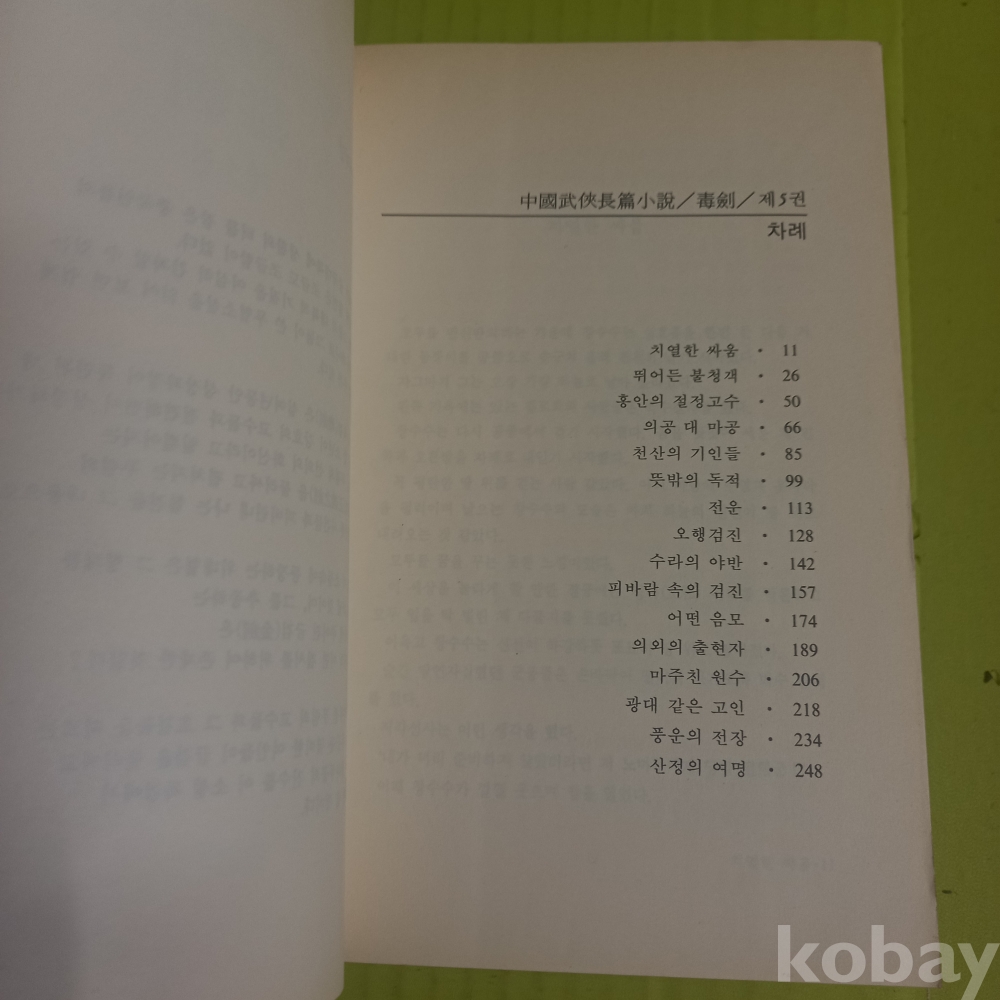 中國武俠長篇小說／毒劍／제5권
차례
치열한 싸움 • 11
뛰어든 불청객 • 26
홍안의 절정고수 • 50
의공 대 마공 • 66
천산의 기인들 • 85
뜻밖의 독적 • 99
전운 • 113
오행검진 • 128
수라의 야반 • 142
피바람 속의 검진 • 157
어떤 음모 • 174
의외의 출현자 • 189
마주친 원수 • 206
광대 같은 고인 • 218
풍운의 전장 • 234
산정의 여명 • 248
kobay